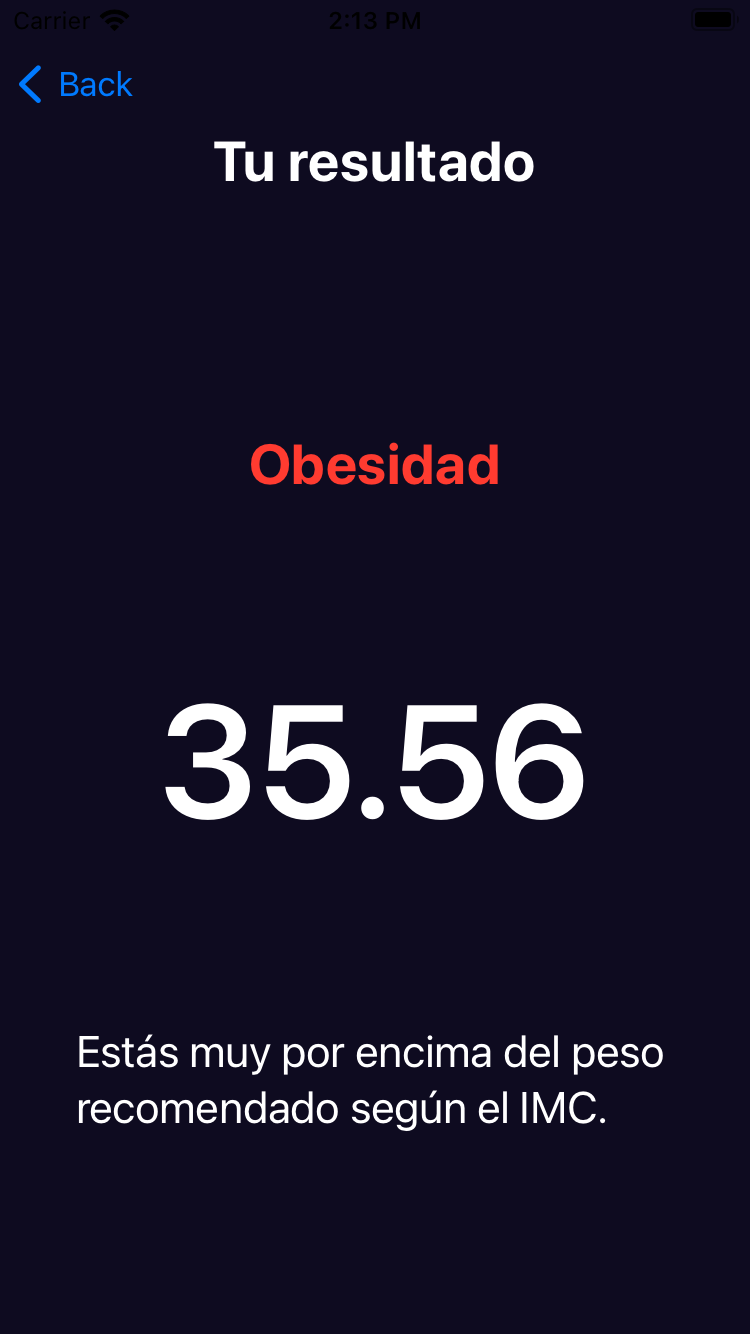 Carrier 2:13 PM
Back
Tu resultado
Obesidad
35.56
Estás muy por encima del peso
recomendado según el IMC.